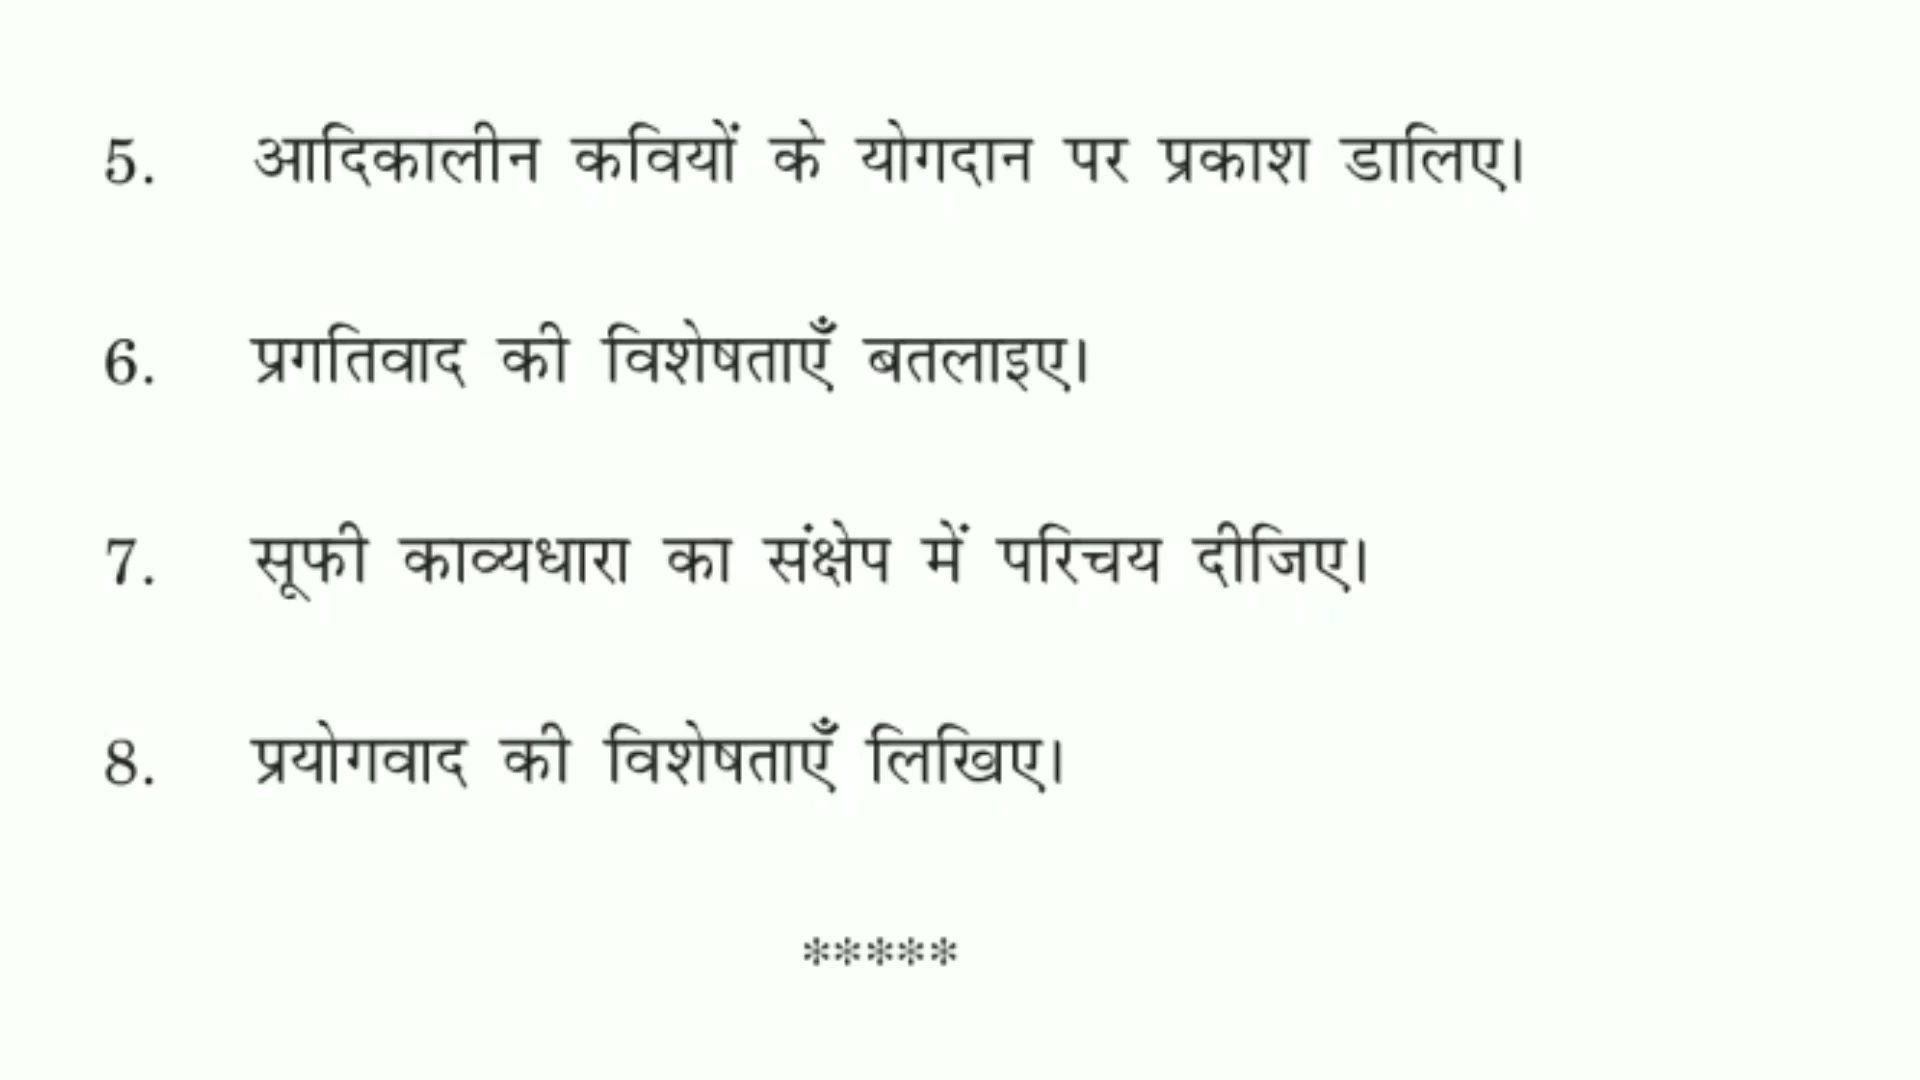 5. आदिकालीन कवियों के योगदान पर प्रकाश डालिए।
6. प्रगतिवाद की विशेषताएँ बतलाइए।
7. सूफी काव्यधारा का संक्षेप में परिचय दीजिए।
8. प्रयोगवाद की विशेषताएँ लिखिए।
*****